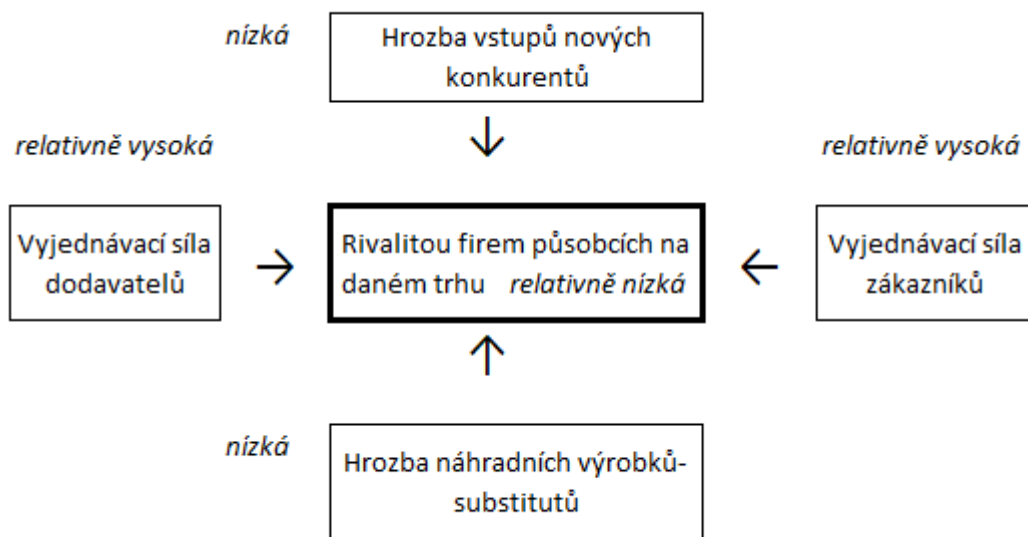 nízká
Hrozba vstupů nových
konkurentů
relativně vysoká
relativně vysoká
Vyjednávací síla
dodavatelů
Rivalitou firem působcích na
daném trhu relativně nízká
Vyjednávací síla
zákazníků
nízká
Hrozba náhradních výrobků-
substitutů